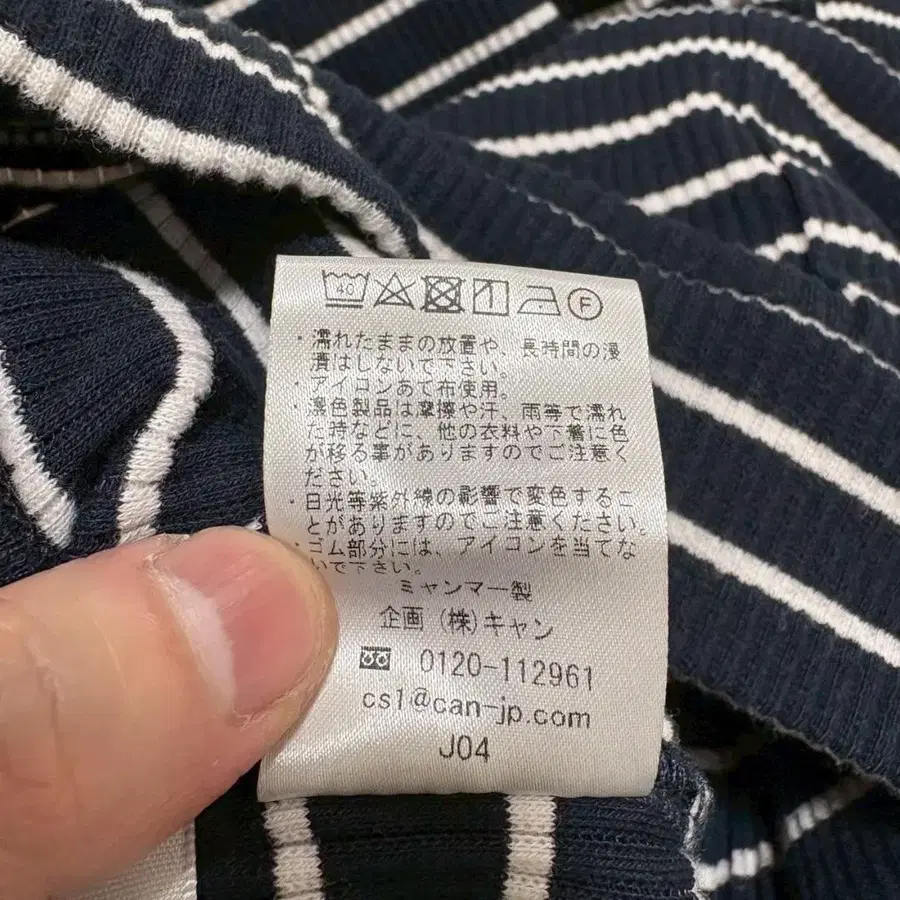 40 F
・濡れたままの放置や、長時間の浸
漬はしないで下さい。
・アイロンあて布使用。
・濃色製品は摩擦や汗、雨等で濡れ
た時などに、他の衣料や下着に色
が移る事がありますのでご注意く
ださい。
・日光等紫外線の影響で変色するこ
とがありますのでご注意ください。
・ゴム部分には、アイロンを当てな
いで下さい。
ミャンマー製
企画 (株)キャン
0120-112961
cs1@can-jp.com
J04